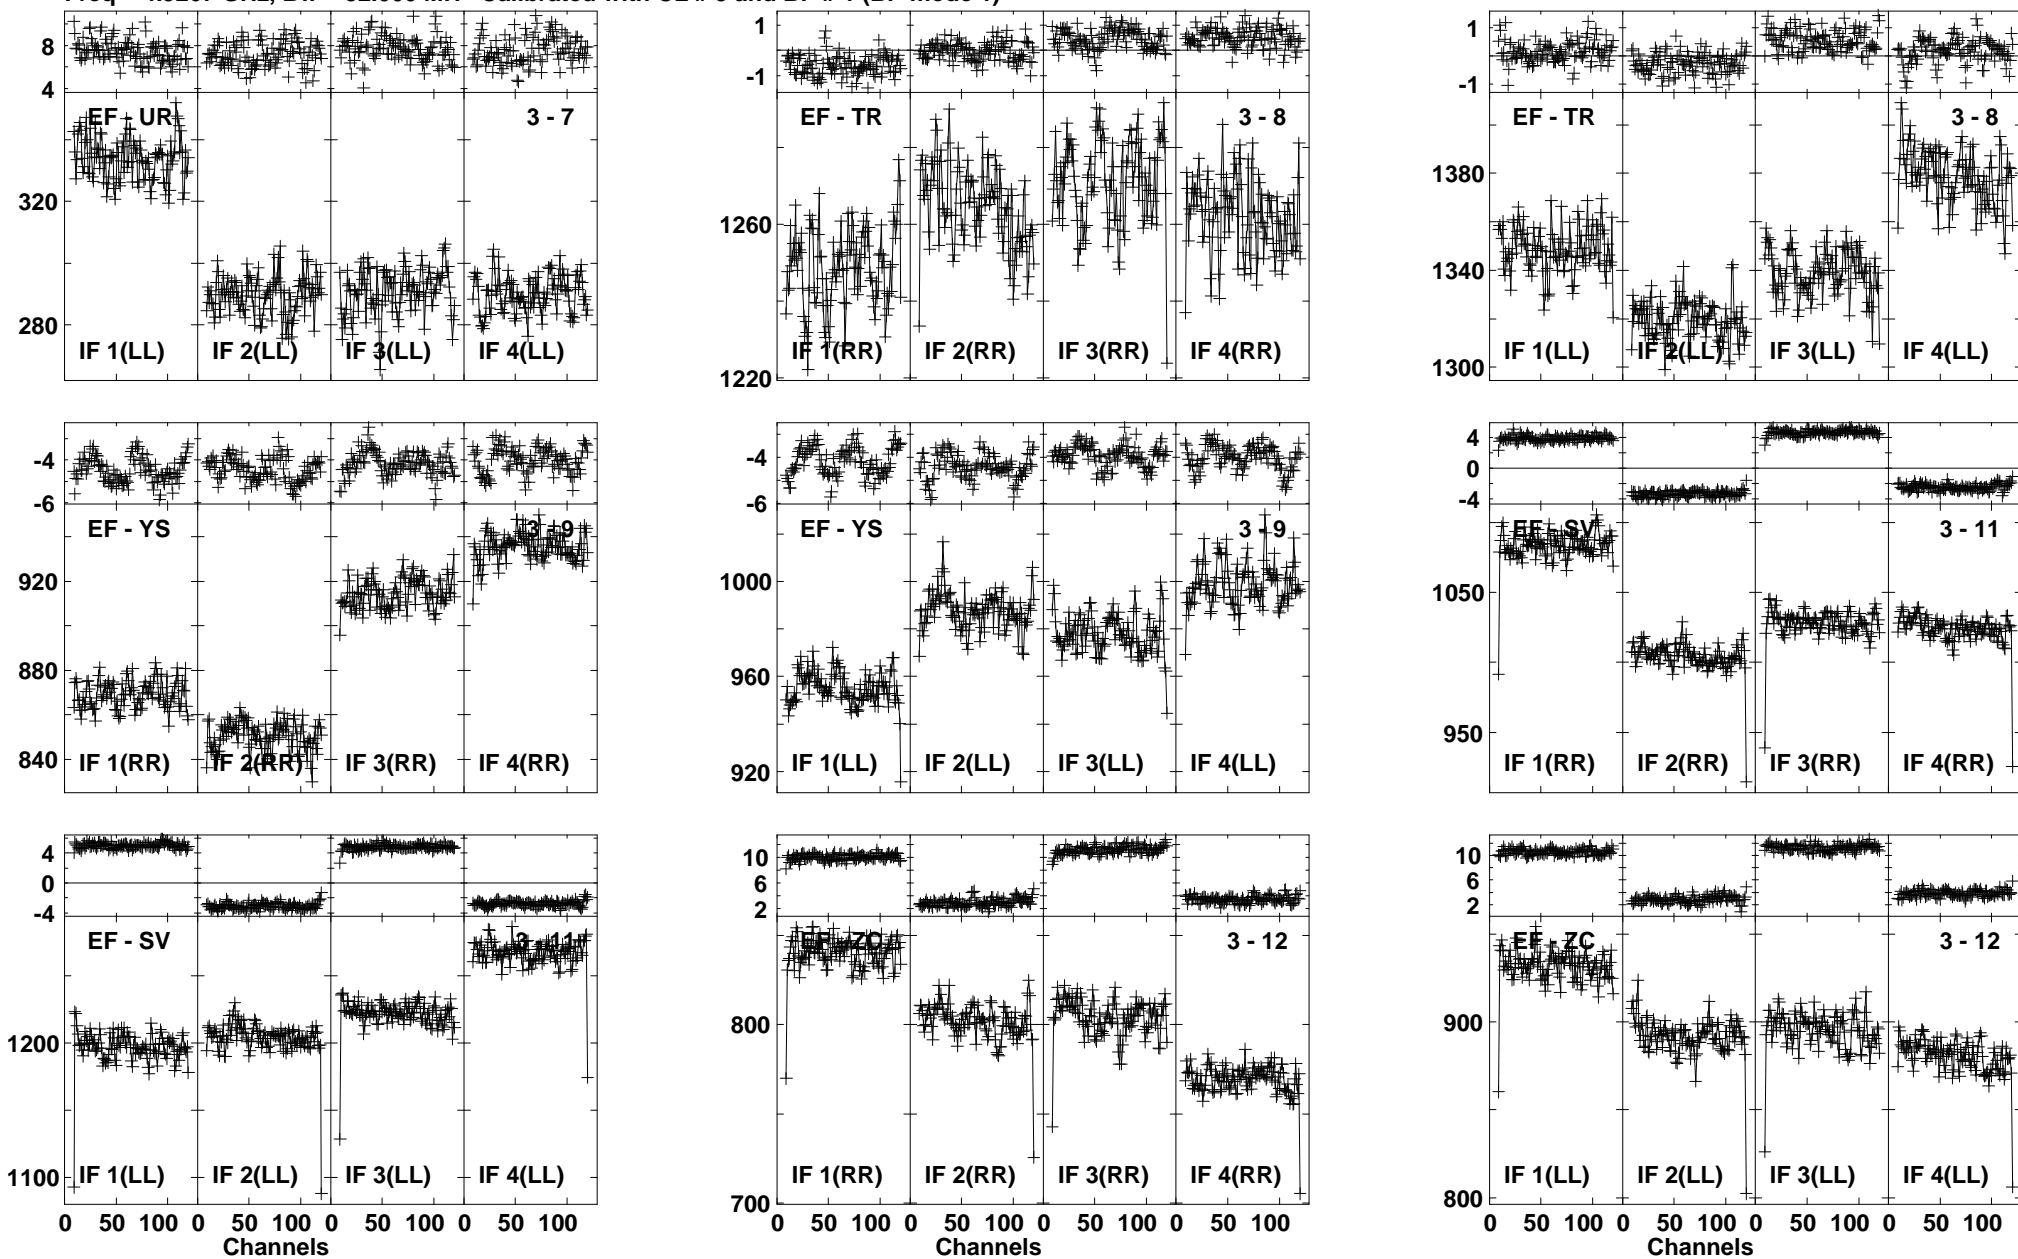 8
4
EF - UR
3 - 7
320
280
IF 1(LL)
IF 2(LL)
IF 3(LL)
IF 4(LL)
1
-1
EF - TR
3 - 8
1260
1220
IF 1(RR)
IF 2(RR)
IF 3(RR)
IF 4(RR)
1
-1
EF - TR
3 - 8
1380
1340
1300
IF 1(LL)
IF 2(LL)
IF 3(LL)
IF 4(LL)
-4
-6
EF - YS
3 - 9
920
880
840
IF 1(RR)
IF 2(RR)
IF 3(RR)
IF 4(RR)
-4
-6
EF - YS
3 - 9
1000
960
920
IF 1(LL)
IF 2(LL)
IF 3(LL)
IF 4(LL)
4
0
-4
EF - SV
3 - 11
1050
950
IF 1(RR)
IF 2(RR)
IF 3(RR)
IF 4(RR)
4
0
-4
EF - SV
3 - 11
1200
1100
IF 1(LL)
IF 2(LL)
IF 3(LL)
IF 4(LL)
0 50 100 0 50 100 0 50 100 0 50 100
Channels
10
6
2
EF - ZC
3 - 12
800
700
IF 1(RR)
IF 2(RR)
IF 3(RR)
IF 4(RR)
0 50 100 0 50 100 0 50 100 0 50 100
Channels
10
6
2
EF - ZC
3 - 12
900
800
IF 1(LL)
IF 2(LL)
IF 3(LL)
IF 4(LL)
0 50 100 0 50 100 0 50 100 0 50 100
Channels